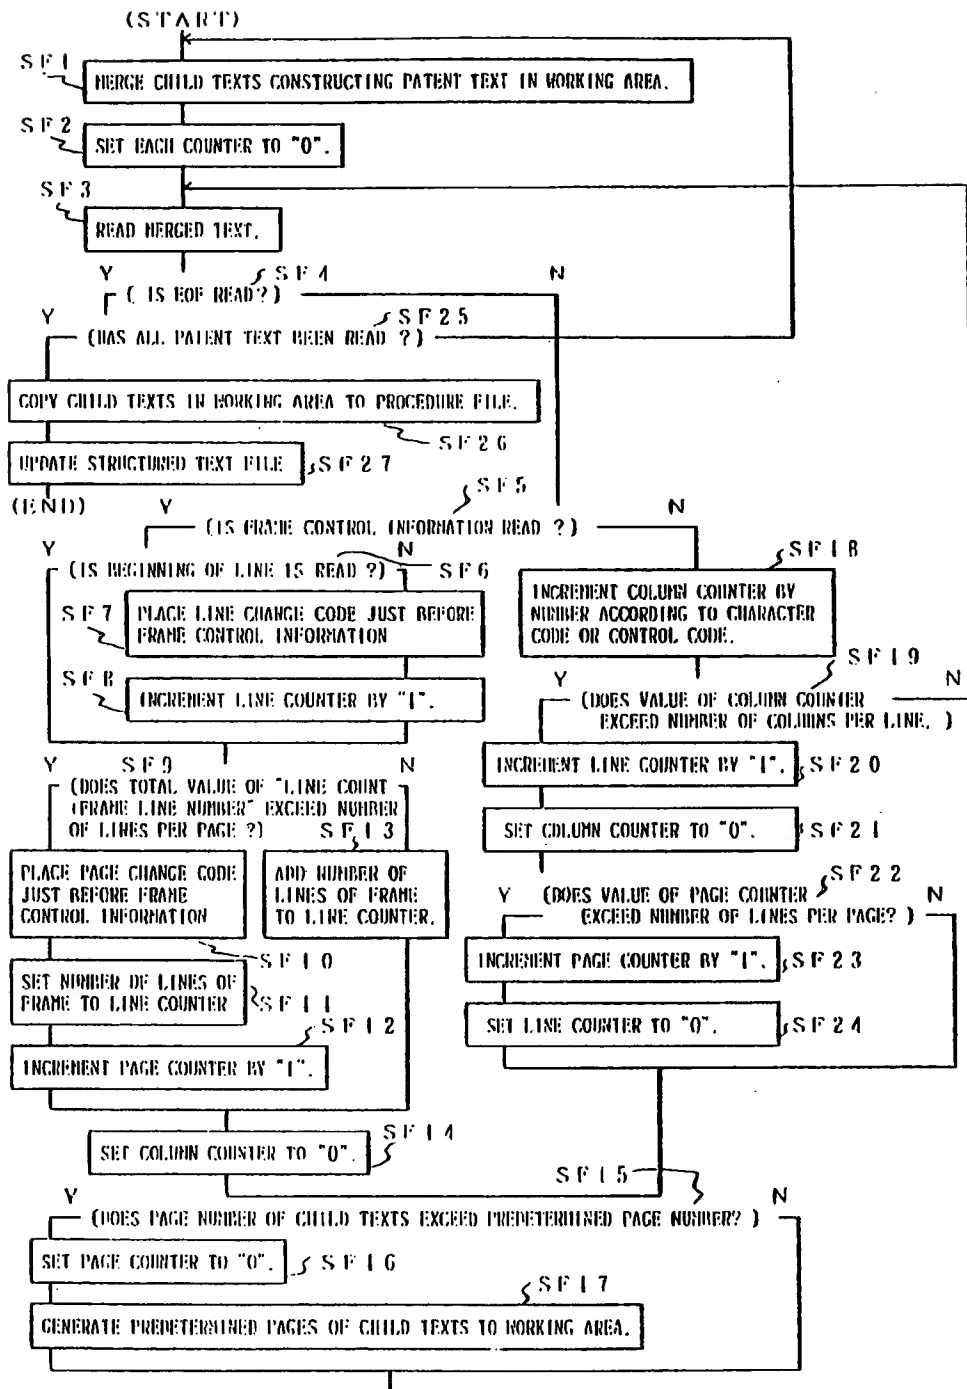 (START)
SF1
MERGE CHILD TEXTS CONSTRUCTING PATENT TEXT IN WORKING AREA.
SF2
SET EACH COUNTER TO "0".
SF3
READ MERGED TEXT.
Y SF4 N
( IS EOF READ?)
Y SF25
(HAS ALL PATENT TEXT BEEN READ ?)
COPY CHILD TEXTS IN WORKING AREA TO PROCEDURE FILE.
SF26
UPDATE STRUCTURED TEXT FILE SF27
(END) Y SF5 N
(IS FRAME CONTROL INFORMATION READ ?)
Y N
(IS BEGINNING OF LINE IS READ ?) SF6
SF7
PLACE LINE CHANGE CODE JUST BEFORE
FRAME CONTROL INFORMATION
SF8
INCREMENT LINE COUNTER BY "1".
Y SF9 N
(DOES TOTAL VALUE OF "LINE COUNT
+FRAME LINE NUMBER" EXCEED NUMBER
OF LINES PER PAGE ?) SF13
PLACE PAGE CHANGE CODE
JUST BEFORE FRAME
CONTROL INFORMATION
SF10
ADD NUMBER OF
LINES OF FRAME
TO LINE COUNTER.
SET NUMBER OF LINES OF
FRAME TO LINE COUNTER SF11
SF12
INCREMENT PAGE COUNTER BY "1".
SF14
SET COLUMN COUNTER TO "0".
SF18
INCREMENT COLUMN COUNTER BY
NUMBER ACCORDING TO CHARACTER
CODE OR CONTROL CODE.
SF19
Y N
(DOES VALUE OF COLUMN COUNTER
EXCEED NUMBER OF COLUMNS PER LINE. )
INCREMENT LINE COUNTER BY "1". SF20
SET COLUMN COUNTER TO "0". SF21
SF22
Y (DOES VALUE OF PAGE COUNTER N
EXCEED NUMBER OF LINES PER PAGE? )
INCREMENT PAGE COUNTER BY "1". SF23
SET LINE COUNTER TO "0". SF24
SF15
Y N
(DOES PAGE NUMBER OF CHILD TEXTS EXCEED PREDETERMINED PAGE NUMBER? )
SET PAGE COUNTER TO "0". SF16
SF17
GENERATE PREDETERMINED PAGES OF CHILD TEXTS TO WORKING AREA.